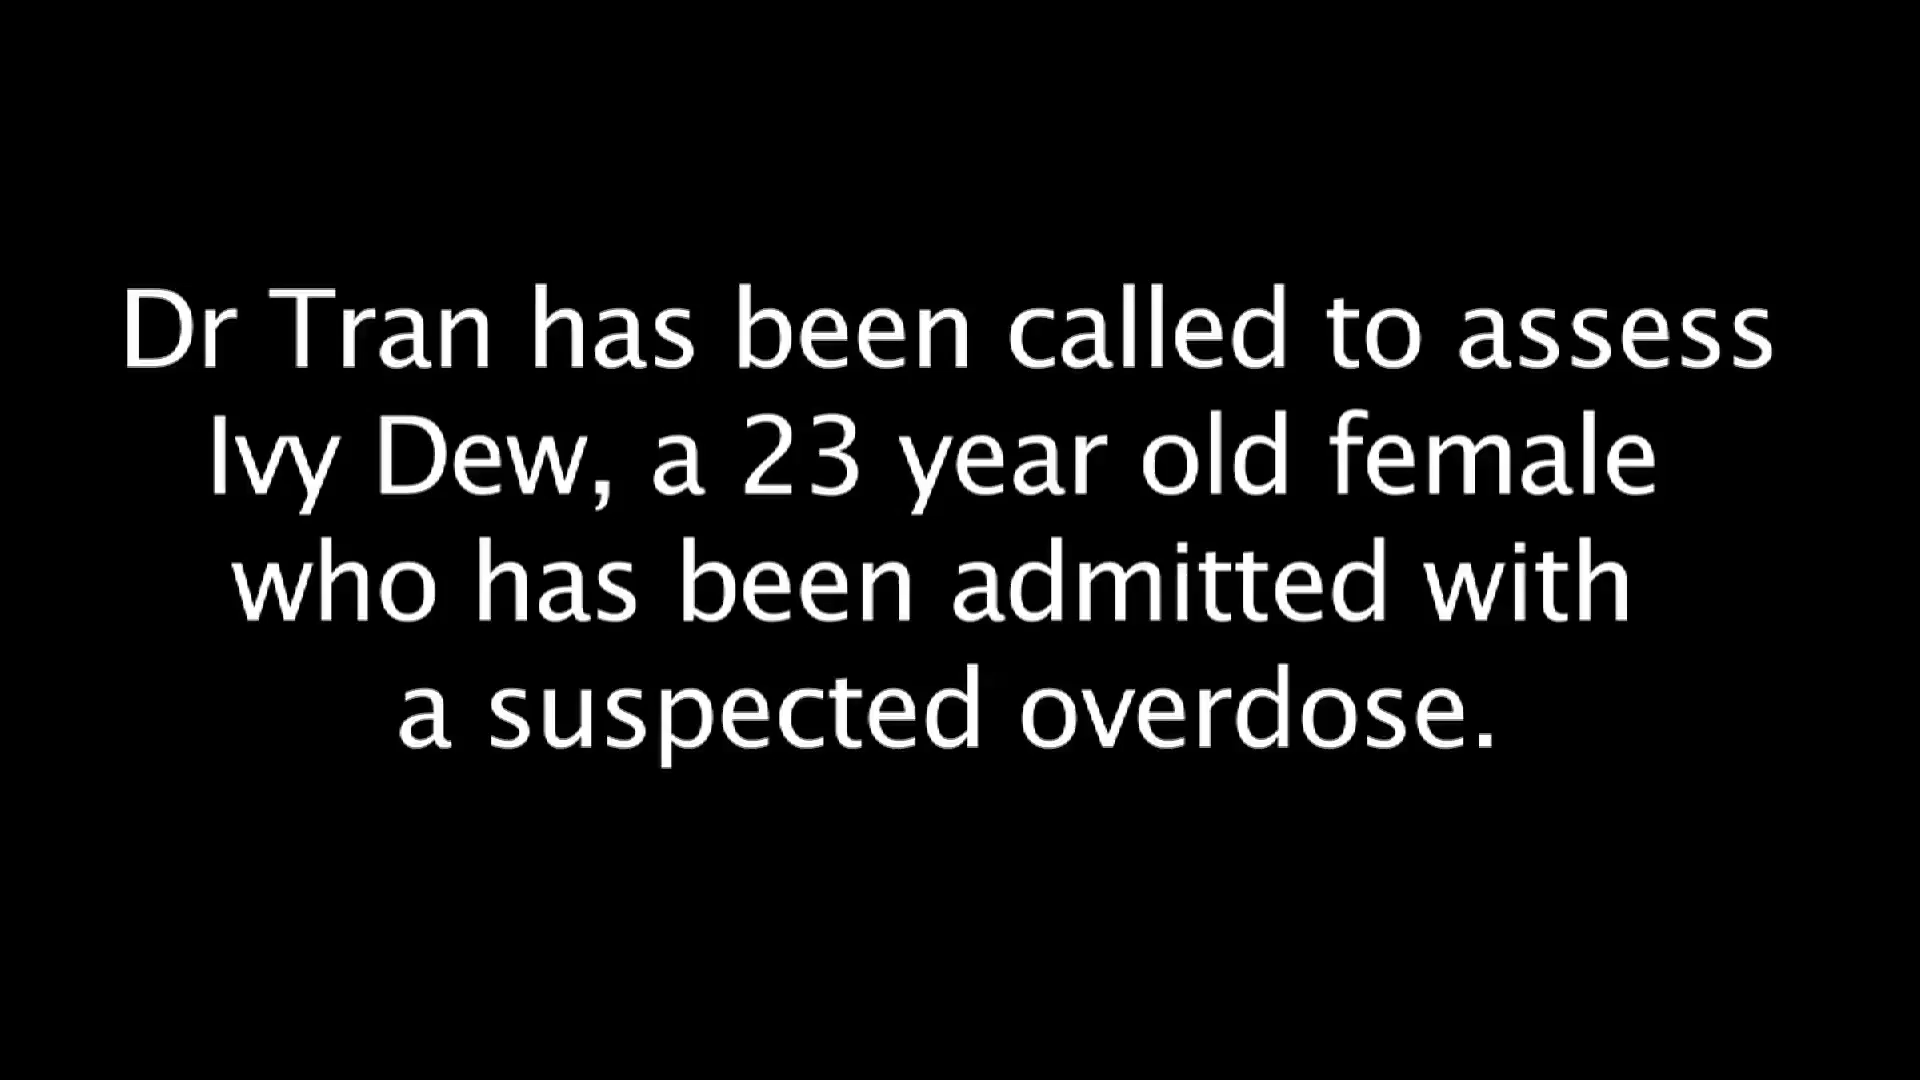 Dr Tran has been called to assess
Ivy Dew, a 23 year old female
who has been admitted with
a suspected overdose.